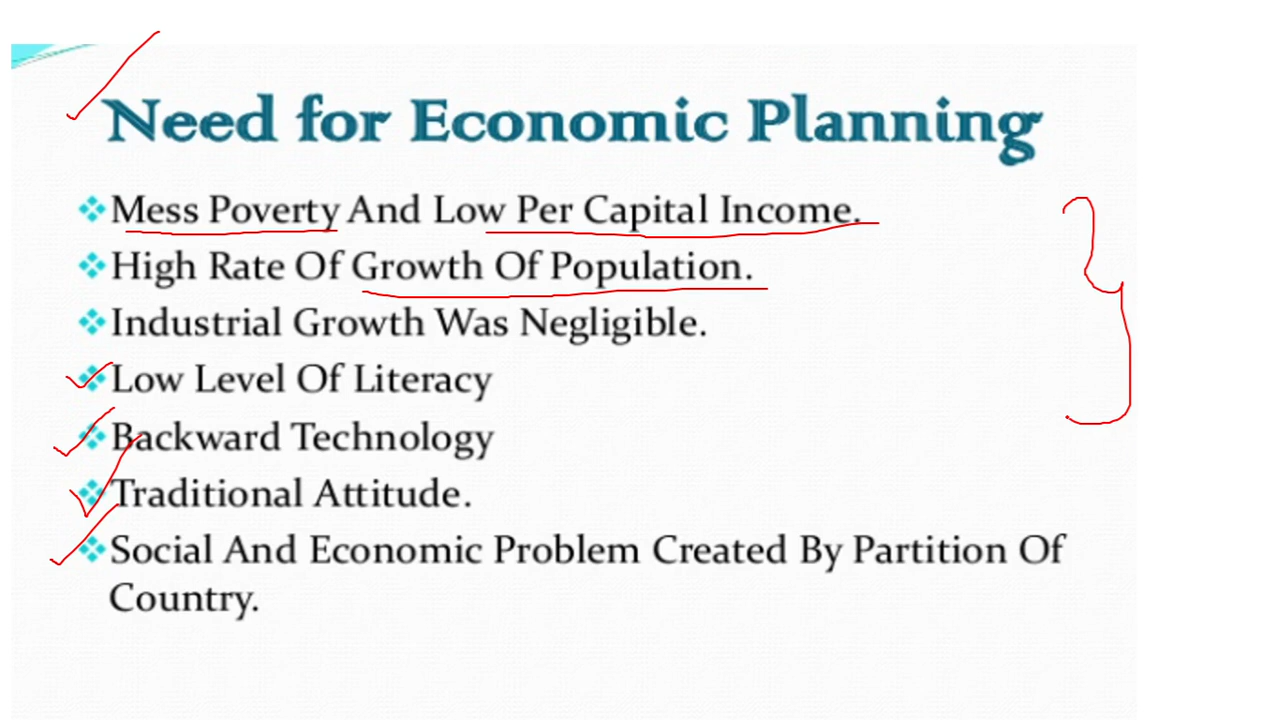 Need for Economic Planning
Mess Poverty And Low Per Capital Income.
High Rate Of Growth Of Population.
Industrial Growth Was Negligible.
Low Level Of Literacy
Backward Technology
Traditional Attitude.
Social And Economic Problem Created By Partition Of
Country.